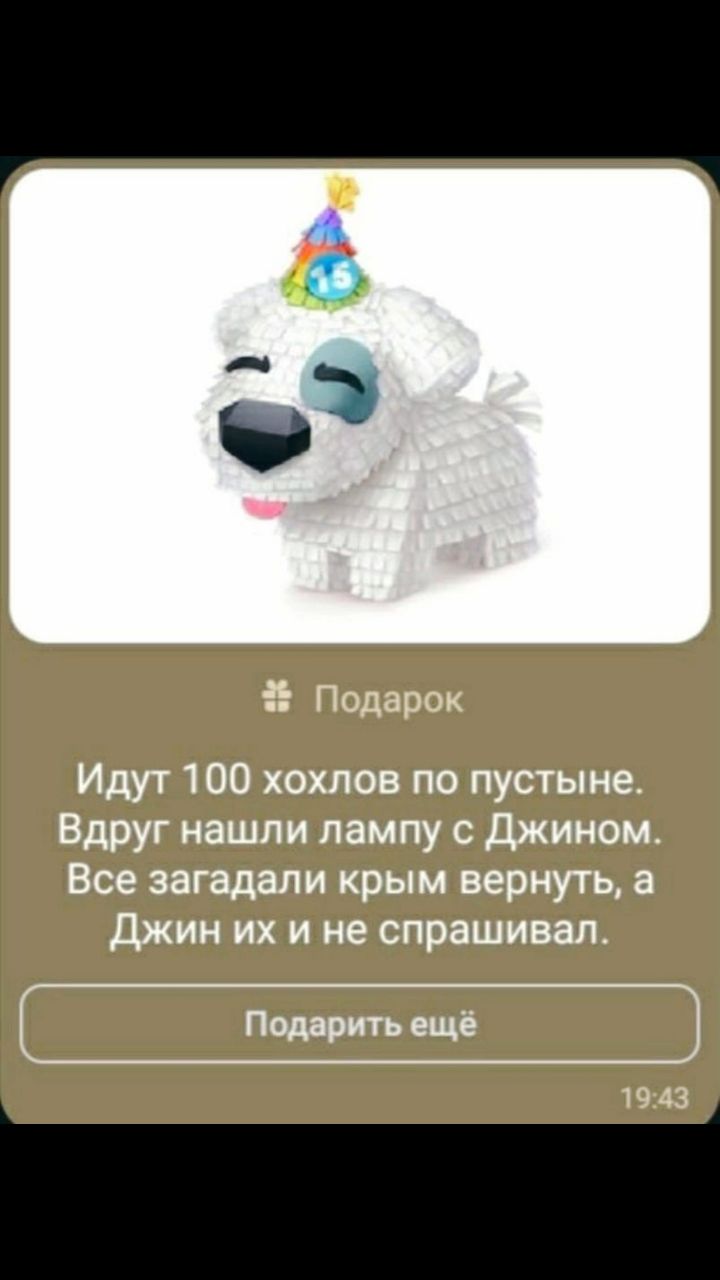 15
Подарок
Идут 100 хохлов по пустыне.
Вдруг нашли лампу с Джином.
Все загадали крым вернуть, а
Джин их и не спрашивал.
Подарить ещё
19:43